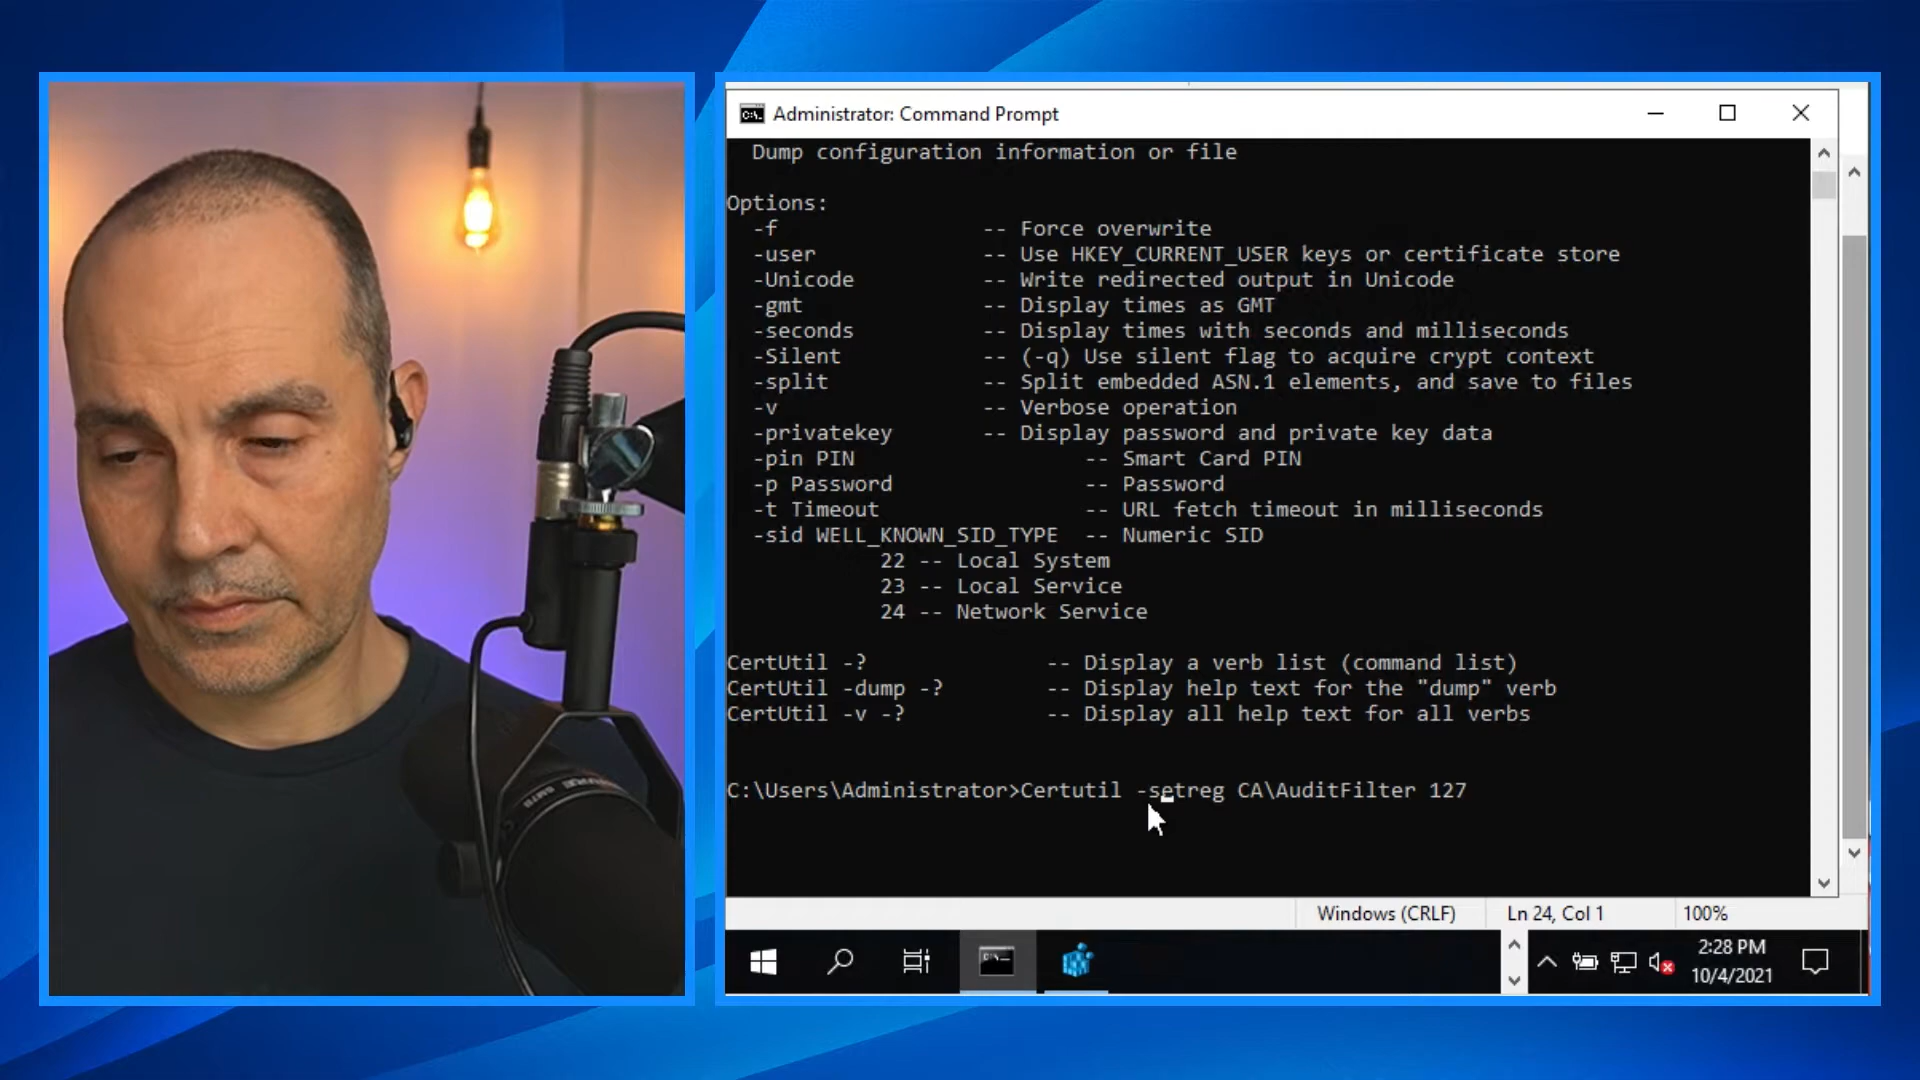 Administrator: Command Prompt
Dump configuration information or file
Options:
-f -- Force overwrite
-user -- Use HKEY_CURRENT_USER keys or certificate store
-Unicode -- Write redirected output in Unicode
-gmt -- Display times as GMT
-seconds -- Display times with seconds and milliseconds
-Silent -- (-q) Use silent flag to acquire crypt context
-split -- Split embedded ASN.1 elements, and save to files
-v -- Verbose operation
-privatekey -- Display password and private key data
-pin PIN -- Smart Card PIN
-p Password -- Password
-t Timeout -- URL fetch timeout in milliseconds
-sid WELL_KNOWN_SID_TYPE -- Numeric SID
22 -- Local System
23 -- Local Service
24 -- Network Service
CertUtil -? -- Display a verb list (command list)
CertUtil -dump -? -- Display help text for the "dump" verb
CertUtil -v -? -- Display all help text for all verbs
C:\Users\Administrator>Certutil -setreg CA\AuditFilter 127
Windows (CRLF) Ln 24, Col 1 100%
2:28 PM
10/4/2021